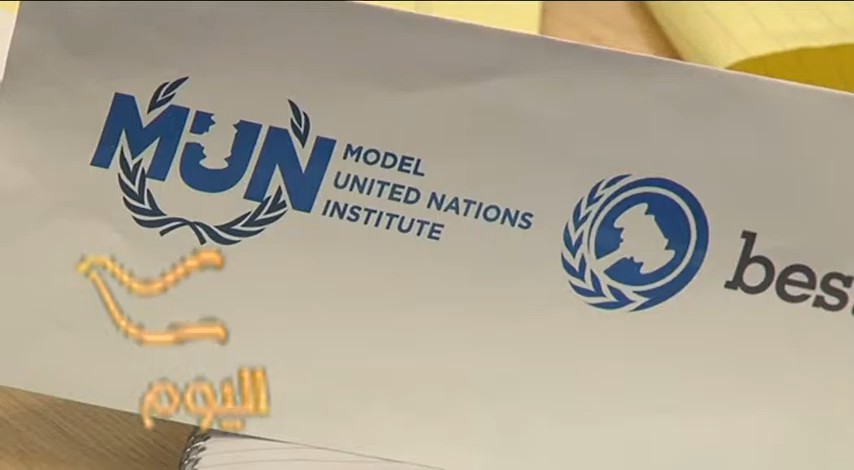 MUN
MODEL
UNITED NATIONS
INSTITUTE
bes
اليوم